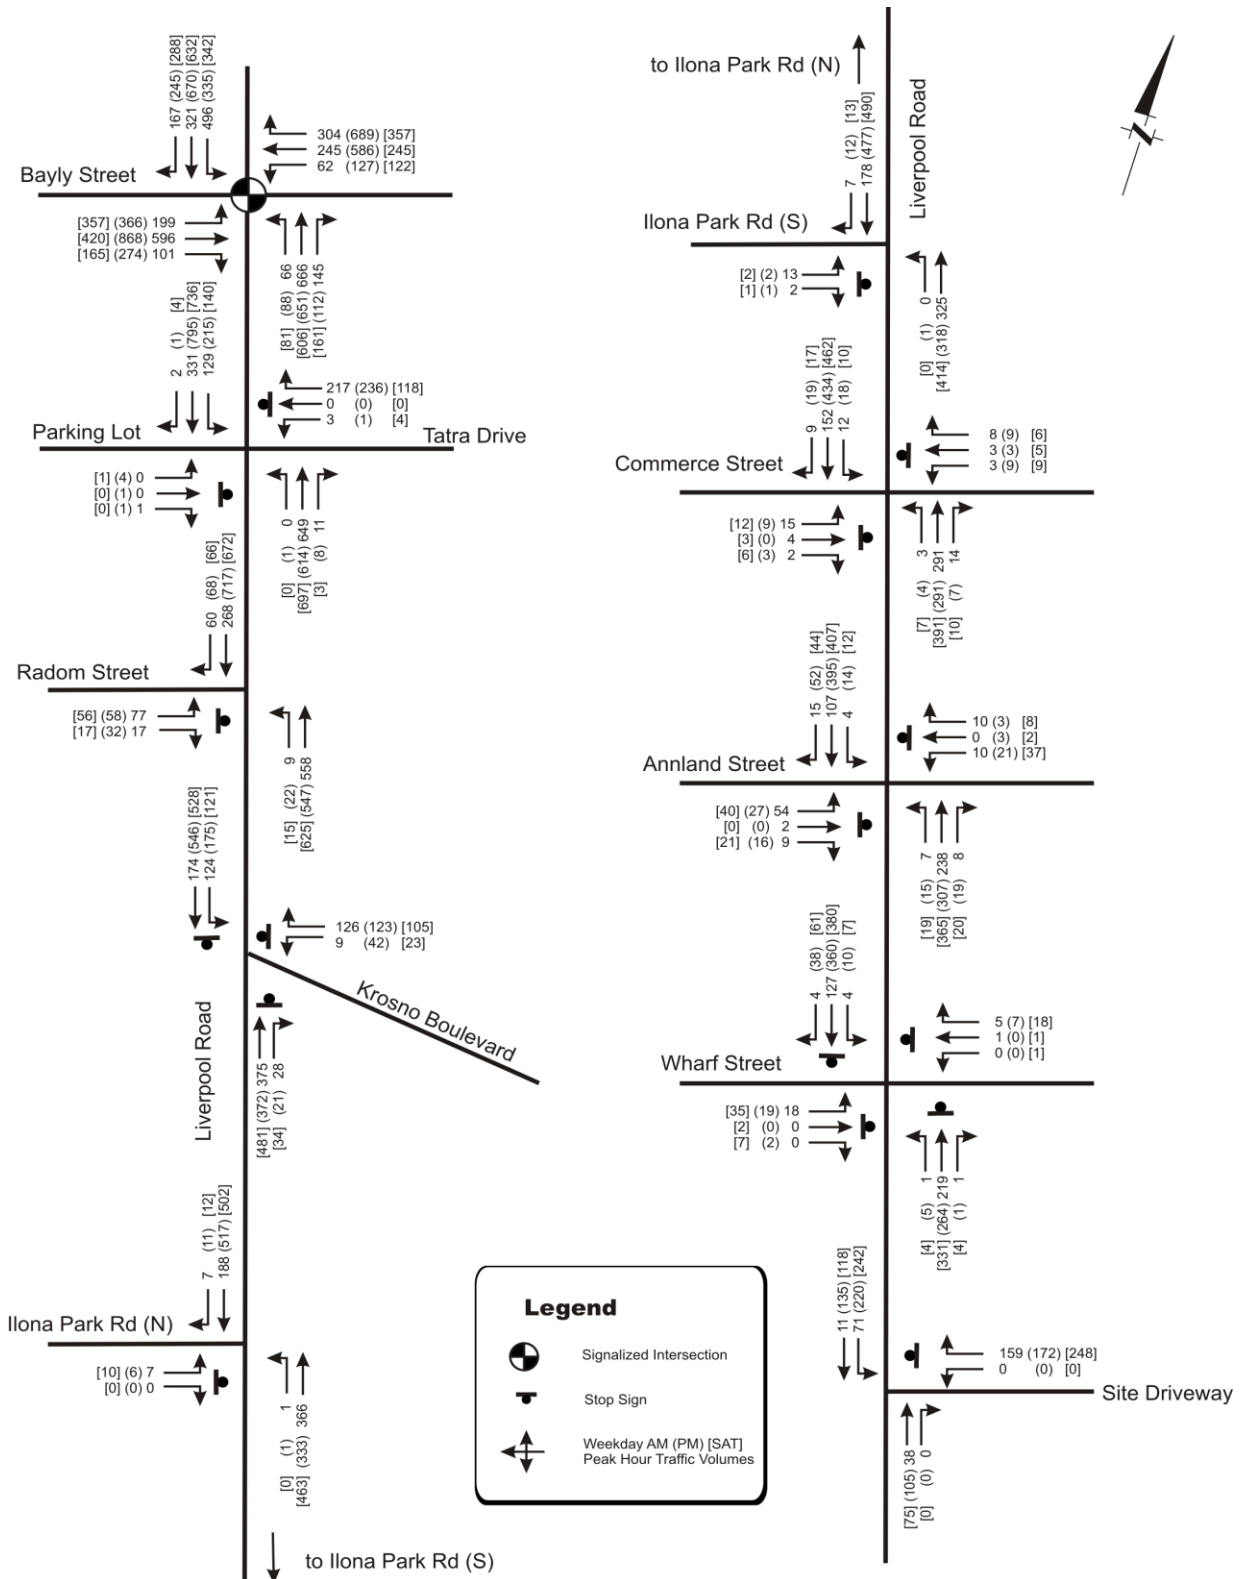 167 (245) [288]
321 (670) [632]
496 (335) [342]
304 (689) [357]
245 (586) [245]
62 (127) [122]
Bayly Street
[357] (366) 199
[420] (868) 596
[165] (274) 101
[81] (88) 66
[606] (651) 666
[161] (112) 145
2 (1) [4]
331 (795) [736]
129 (215) [140]
217 (236) [118]
0 (0) [0]
3 (1) [4]
Parking Lot
Tatra Drive
[1] (4) 0
[0] (1) 0
[0] (1) 1
[0] (1) 0
[697] (614) 649
[3] (8) 11
60 (68) [66]
268 (717) [672]
Radom Street
[56] (58) 77
[17] (32) 17
[15] (22) 9
[625] (547) 558
174 (546) [528]
124 (175) [121]
126 (123) [105]
9 (42) [23]
Krosno Boulevard
Liverpool Road
[481] (372) 375
[34] (21) 28
7 (11) [12]
188 (517) [502]
Ilona Park Rd (N)
[10] (6) 7
[0] (0) 0
[0] (1) 1
[463] (333) 366
to Ilona Park Rd (S)
to Ilona Park Rd (N)
Liverpool Road
N
7 (12) [13]
178 (477) [490]
Ilona Park Rd (S)
[2] (2) 13
[1] (1) 2
[0] (1) 0
[414] (318) 325
9 (19) [17]
152 (434) [462]
12 (18) [10]
8 (9) [6]
3 (3) [5]
3 (9) [9]
Commerce Street
[12] (9) 15
[3] (0) 4
[6] (3) 2
[7] (4) 3
[391] (291) 291
[10] (7) 14
15 (52) [44]
107 (395) [407]
4 (14) [12]
10 (3) [8]
0 (3) [2]
10 (21) [37]
Annland Street
[40] (27) 54
[0] (0) 2
[21] (16) 9
[19] (15) 7
[365] (307) 238
[20] (19) 8
4 (38) [61]
127 (360) [380]
4 (10) [7]
5 (7) [18]
1 (0) [1]
0 (0) [1]
Wharf Street
[35] (19) 18
[2] (0) 0
[7] (2) 0
[4] (5) 1
[331] (264) 219
[4] (1) 1
11 (135) [118]
71 (220) [242]
159 (172) [248]
0 (0) [0]
Site Driveway
[75] (105) 38
[0] (0) 0
Legend
Signalized Intersection
Stop Sign
Weekday AM (PM) [SAT]
Peak Hour Traffic Volumes